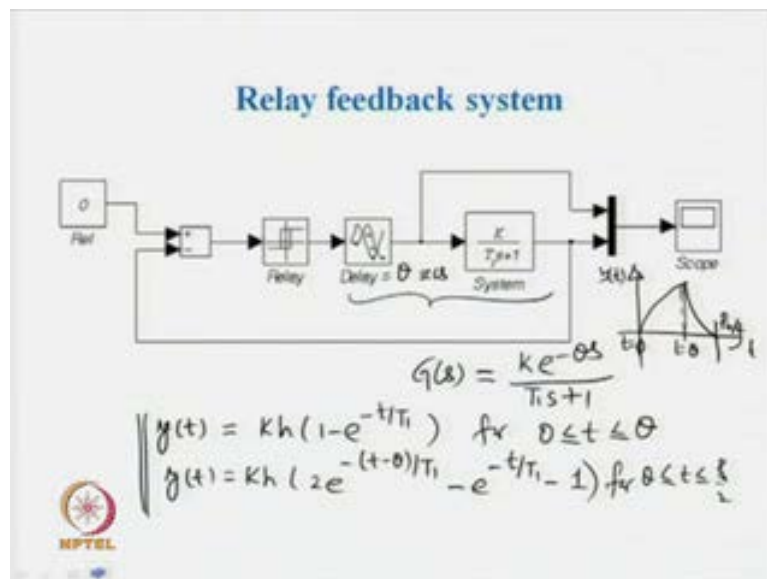 Relay feedback system
0
Ref
+
-
Relay
Delay = θ secs
K
T₁s+1
System
Scope
y(t)
t=0
t=θ
t
G(s) = Ke^-θs / T₁s+1
y(t) = Kh(1-e^-t/T₁) for 0≤t≤θ
y(t) = Kh(2e^-(t-θ)/T₁ - e^-t/T₁ - 1) for θ≤t≤
NPTEL